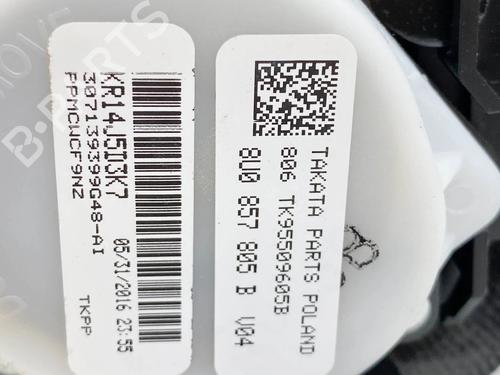 KR14J5D3K7
307139399G48-AI
PPMCWCF9NZ
05/31/2016 23:55
TKPP
TAKATA PARTS POLAND
806 TK95509605B
8U0 857 805 B V04
B-PARTS